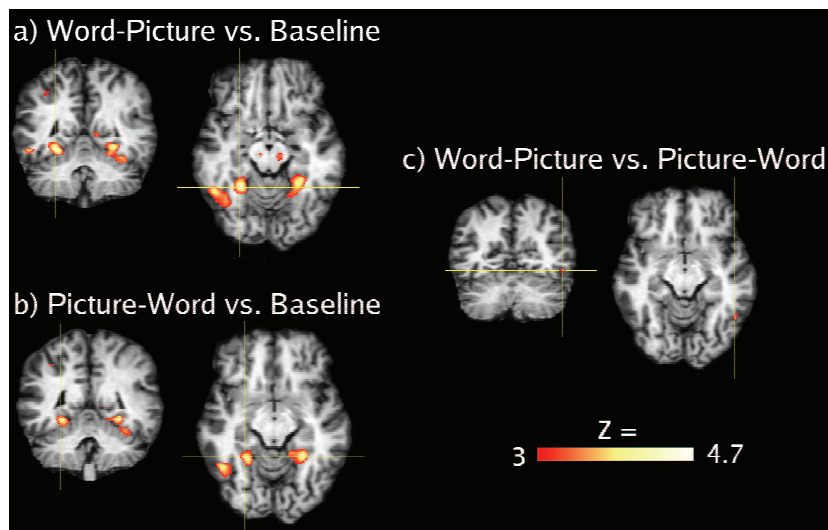 a) Word-Picture vs. Baseline
c) Word-Picture vs. Picture-Word
b) Picture-Word vs. Baseline
Z =
3
4.7